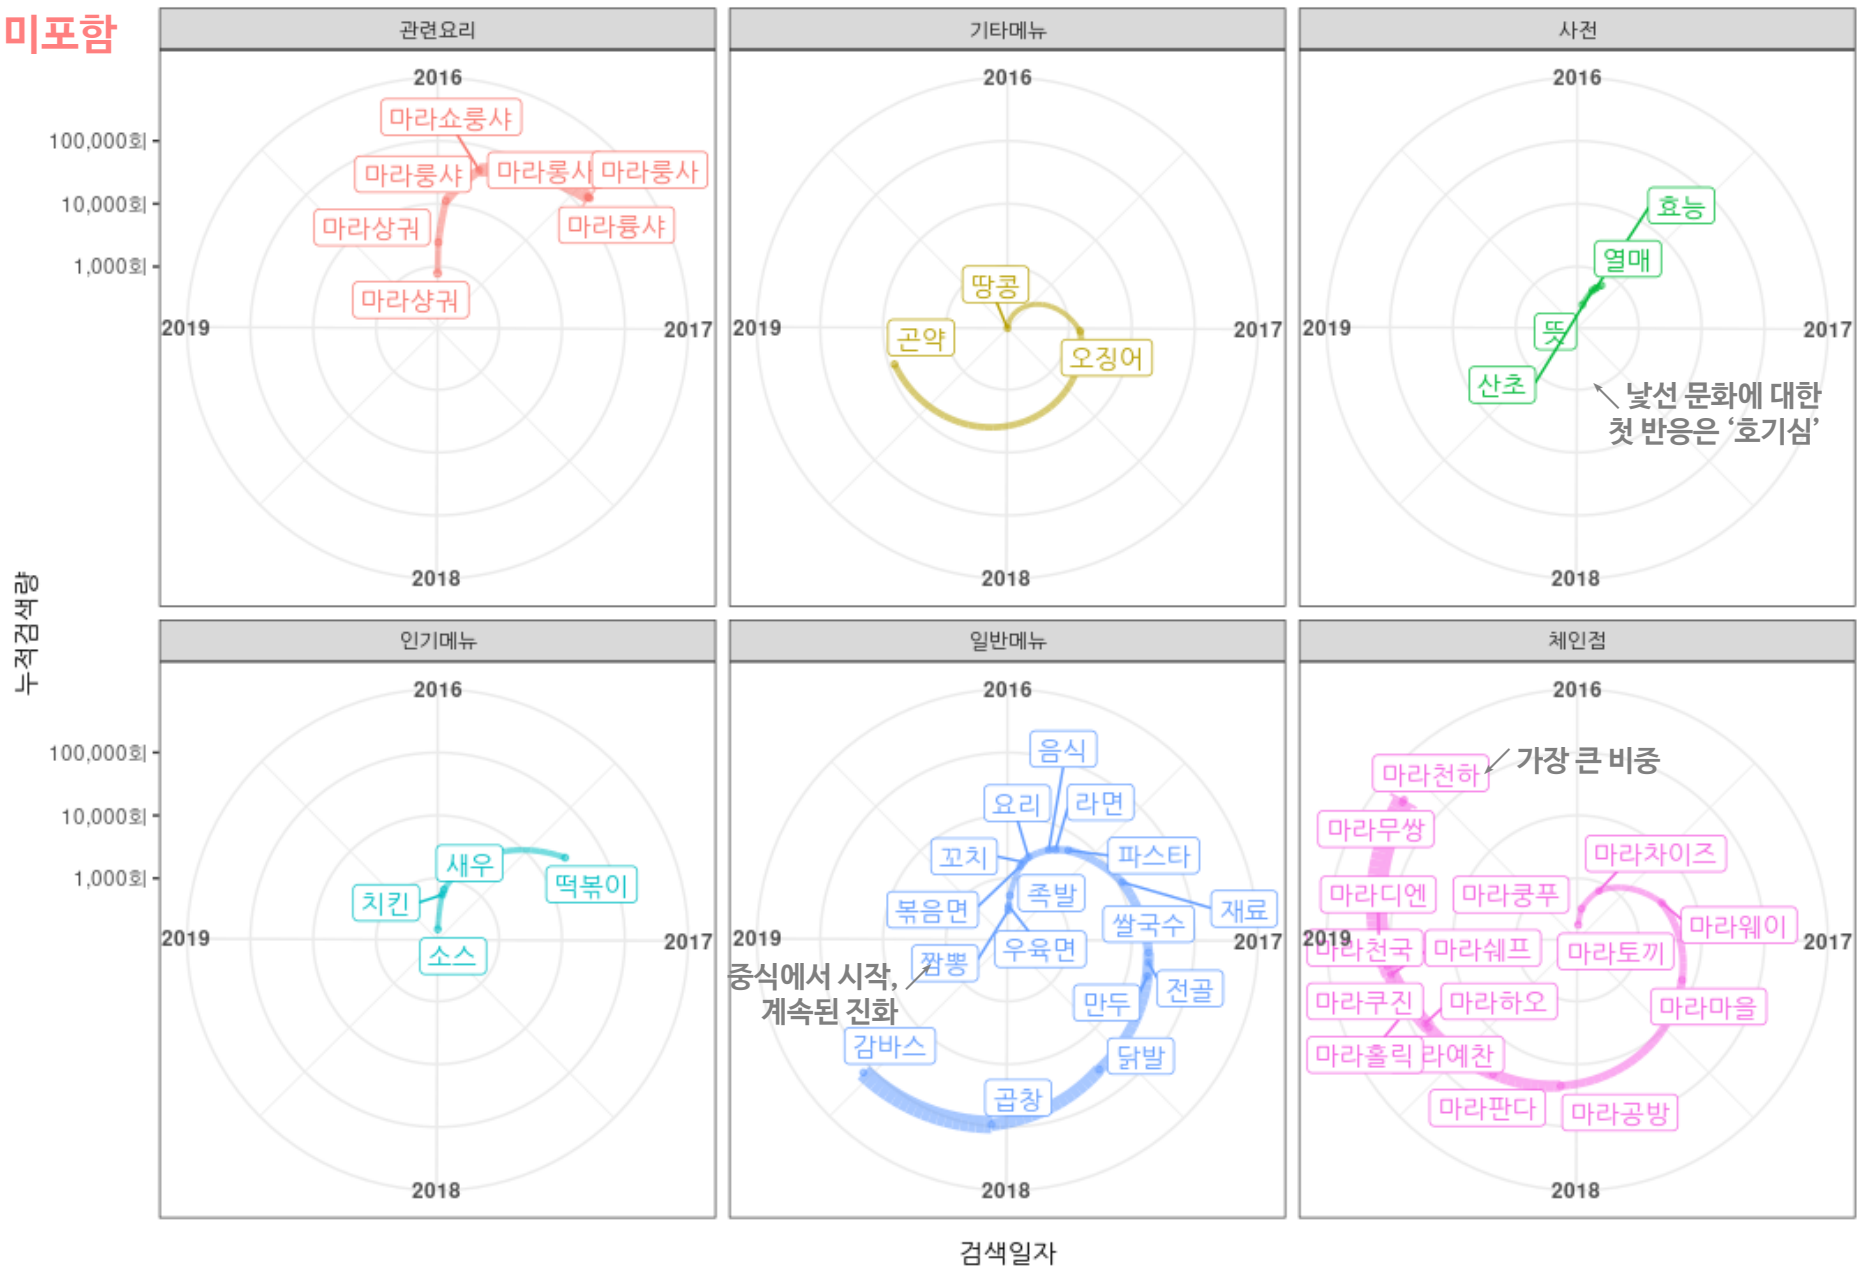 미포함
관련요리
기타메뉴
사전
누적검색량
100,000회
10,000회
1,000회
2016
2017
2018
2019
마라쇼룽샤
마라룽샤
마라롱사
마라룽사
마라상궈
마라룡샤
마라샹궈
2016
2017
2018
2019
땅콩
곤약
오징어
2016
2017
2018
2019
효능
열매
뜻
산초
낯선 문화에 대한
첫 반응은 ‘호기심’
인기메뉴
일반메뉴
체인점
100,000회
10,000회
1,000회
2016
2017
2018
2019
새우
치킨
떡볶이
소스
2016
2017
2018
2019
음식
요리
라면
꼬치
파스타
족발
볶음면
재료
쌀국수
우육면
짬뽕
중식에서 시작,
계속된 진화
전골
만두
감바스
닭발
곱창
2016
2017
2018
2019
마라천하
가장 큰 비중
마라무쌍
마라차이즈
마라디엔
마라쿵푸
마라웨이
마라천국
마라쉐프
마라토끼
마라쿠진
마라하오
마라마을
마라홀릭
라예찬
마라판다
마라공방
검색일자